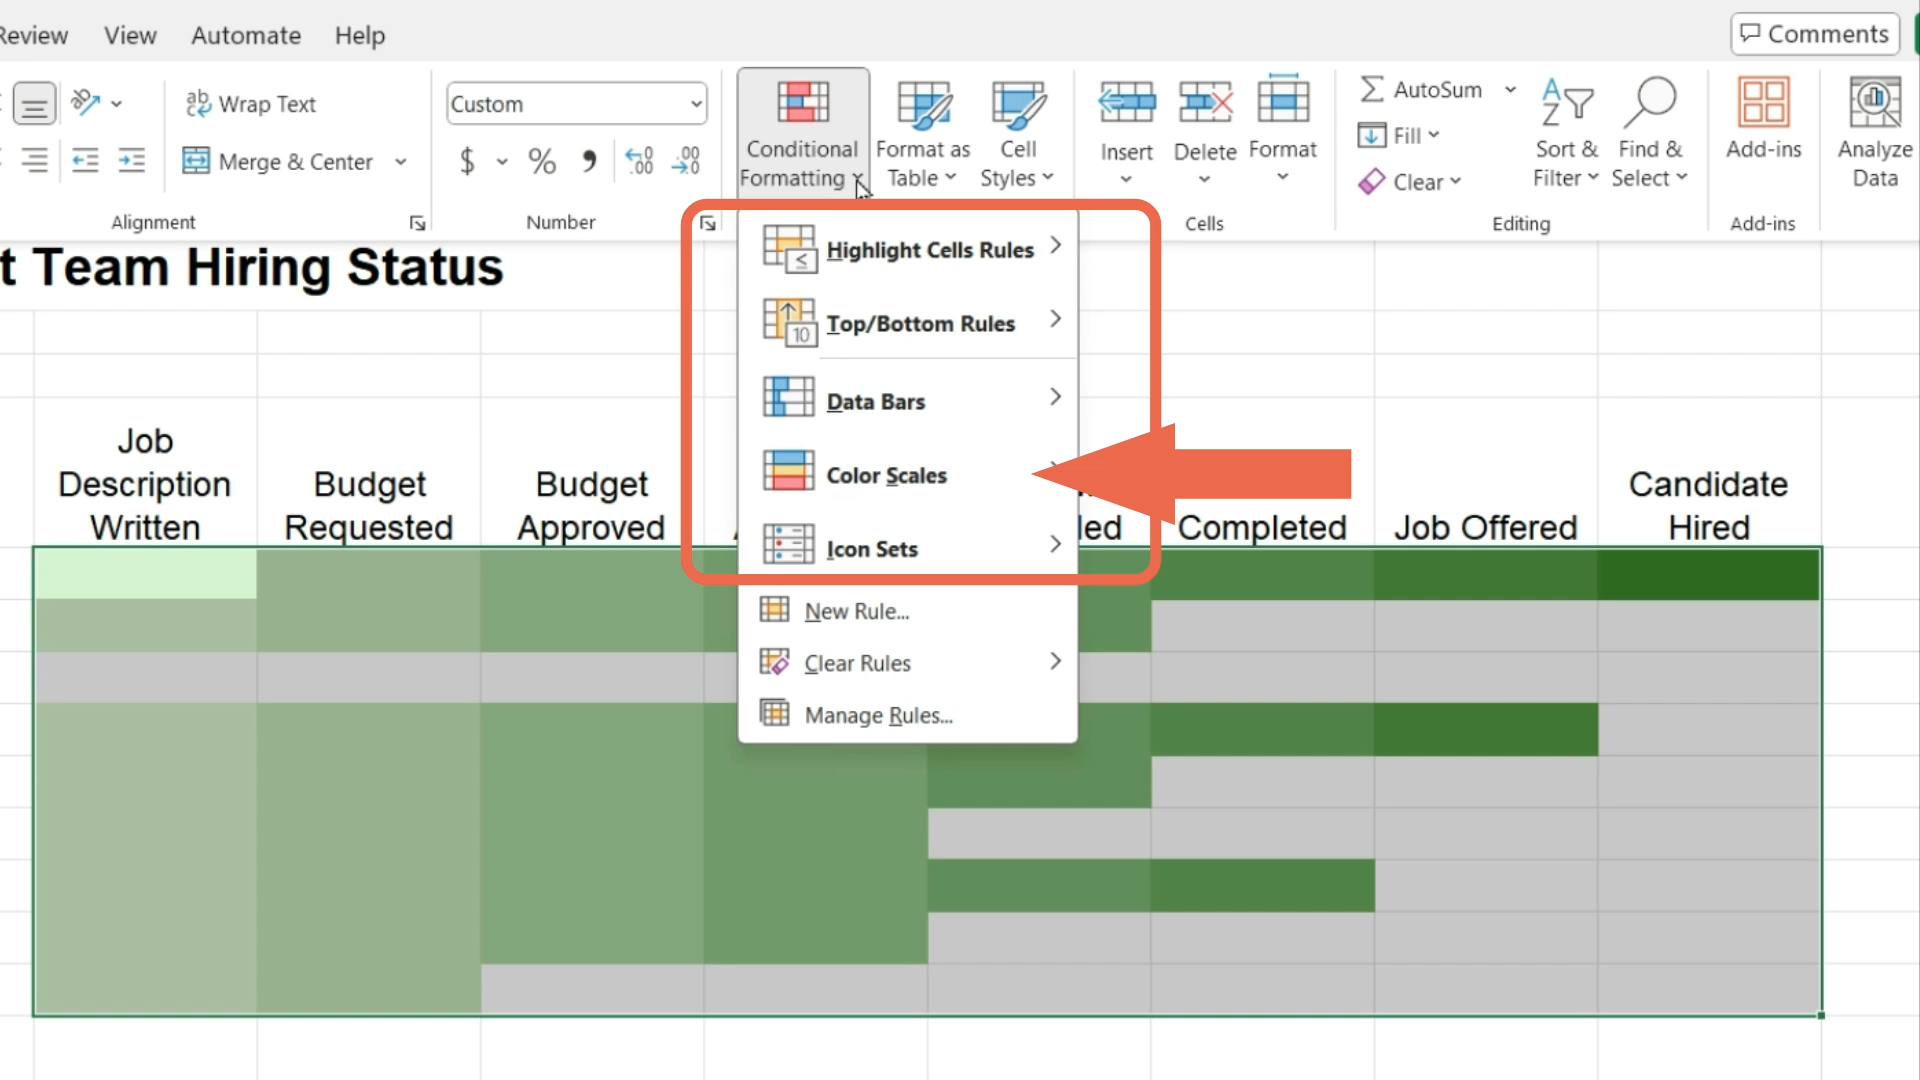 Review View Automate Help Comments
Wrap Text
Merge & Center
Alignment
Custom
$ % , .00 .00
Number
Conditional
Formatting
Format as
Table
Cell
Styles
Insert Delete Format
Cells
AutoSum
Fill
Clear
Sort &
Filter
Find &
Select
Editing
Add-ins
Add-ins
Analyze
Data
t Team Hiring Status
Highlight Cells Rules
Top/Bottom Rules
10
Data Bars
Color Scales
Icon Sets
New Rule...
Clear Rules
Manage Rules...
Job
Description
Written
Budget
Requested
Budget
Approved
led
Completed
Job Offered
Candidate
Hired